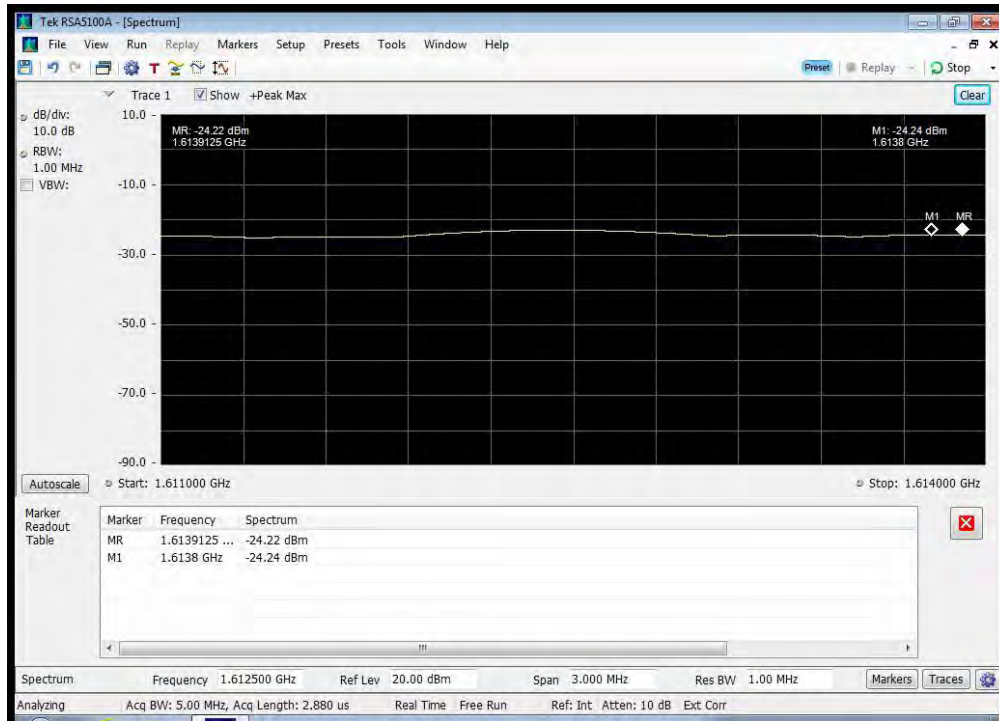 Tek RSA5100A - [Spectrum]
File View Run Replay Markers Setup Presets Tools Window Help
Preset Replay Stop
Trace 1 Show +Peak Max Clear
dB/div: 10.0 dB
RBW: 1.00 MHz
VBW:
10.0
-10.0
-30.0
-50.0
-70.0
-90.0
MR: -24.22 dBm
1.6139125 GHz
M1: -24.24 dBm
1.6138 GHz
M1 MR
Autoscale Start: 1.611000 GHz Stop: 1.614000 GHz
Marker Readout Table
Marker Frequency Spectrum
MR 1.6139125 ... -24.22 dBm
M1 1.6138 GHz -24.24 dBm
Spectrum Frequency 1.612500 GHz Ref Lev 20.00 dBm Span 3.000 MHz Res BW 1.00 MHz Markers Traces
Analyzing Acq BW: 5.00 MHz, Acq Length: 2.880 us Real Time Free Run Ref: Int Atten: 10 dB Ext Corr